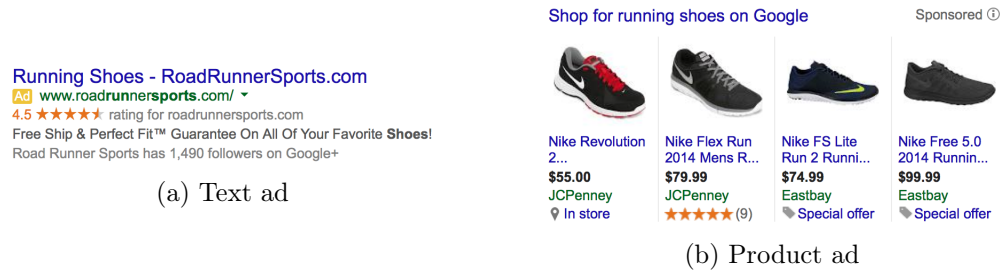 Running Shoes - RoadRunnerSports.com
Ad www.roadrunnersports.com/
4.5 rating for roadrunnersports.com
Free Ship & Perfect Fit™ Guarantee On All Of Your Favorite Shoes!
Road Runner Sports has 1,490 followers on Google+
(a) Text ad
Shop for running shoes on Google
Sponsored
Nike Revolution
2...
$55.00
JCPenney
In store
Nike Flex Run
2014 Mens R...
$79.99
JCPenney
(9)
Nike FS Lite
Run 2 Runni...
$74.99
Eastbay
Special offer
Nike Free 5.0
2014 Runnin...
$99.99
Eastbay
Special offer
(b) Product ad